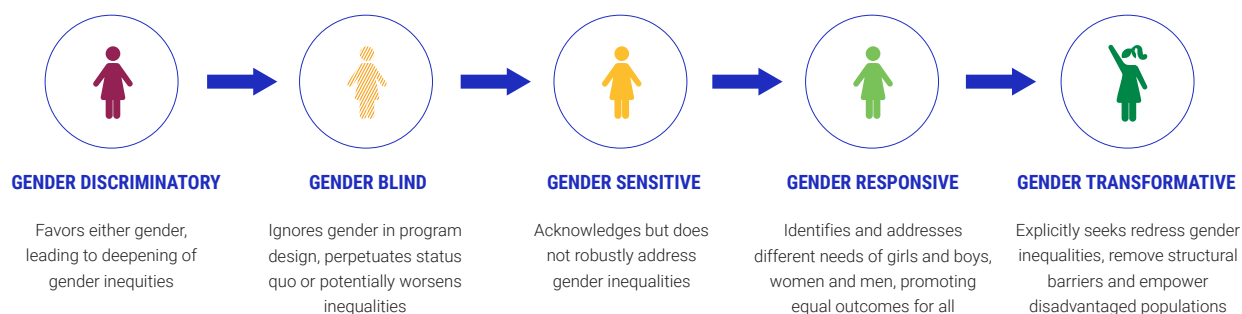 GENDER DISCRIMINATORY
Favors either gender,
leading to deepening of
gender inequities
GENDER BLIND
Ignores gender in program
design, perpetuates status
quo or potentially worsens
inequalities
GENDER SENSITIVE
Acknowledges but does
not robustly address
gender inequalities
GENDER RESPONSIVE
Identifies and addresses
different needs of girls and boys,
women and men, promoting
equal outcomes for all
GENDER TRANSFORMATIVE
Explicitly seeks redress gender
inequalities, remove structural
barriers and empower
disadvantaged populations